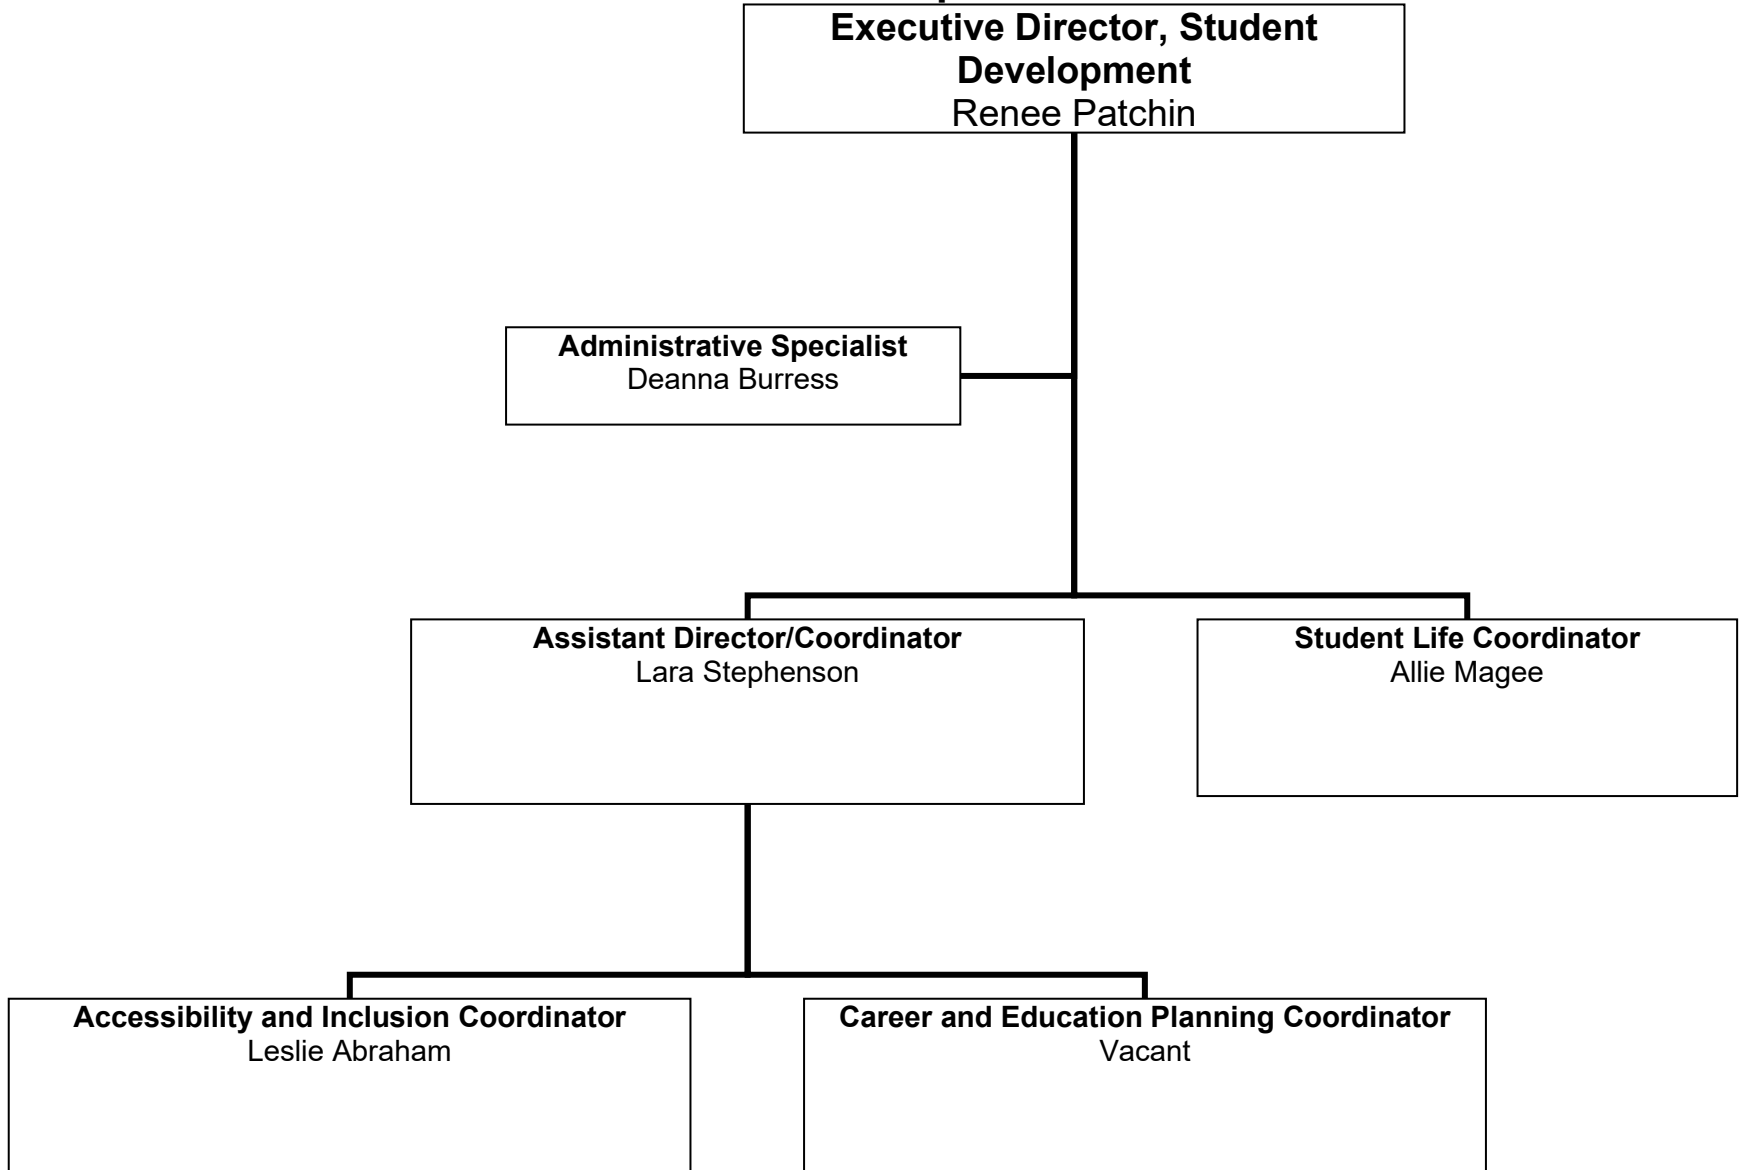 Executive Director, Student
Development
Renee Patchin
Administrative Specialist
Deanna Burress
Assistant Director/Coordinator
Lara Stephenson
Student Life Coordinator
Allie Magee
Accessibility and Inclusion Coordinator
Leslie Abraham
Career and Education Planning Coordinator
Vacant